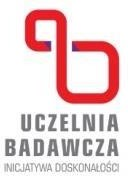 UCZELNIA
BADAWCZA
INICJATYWA DOSKONAŁOŚCI